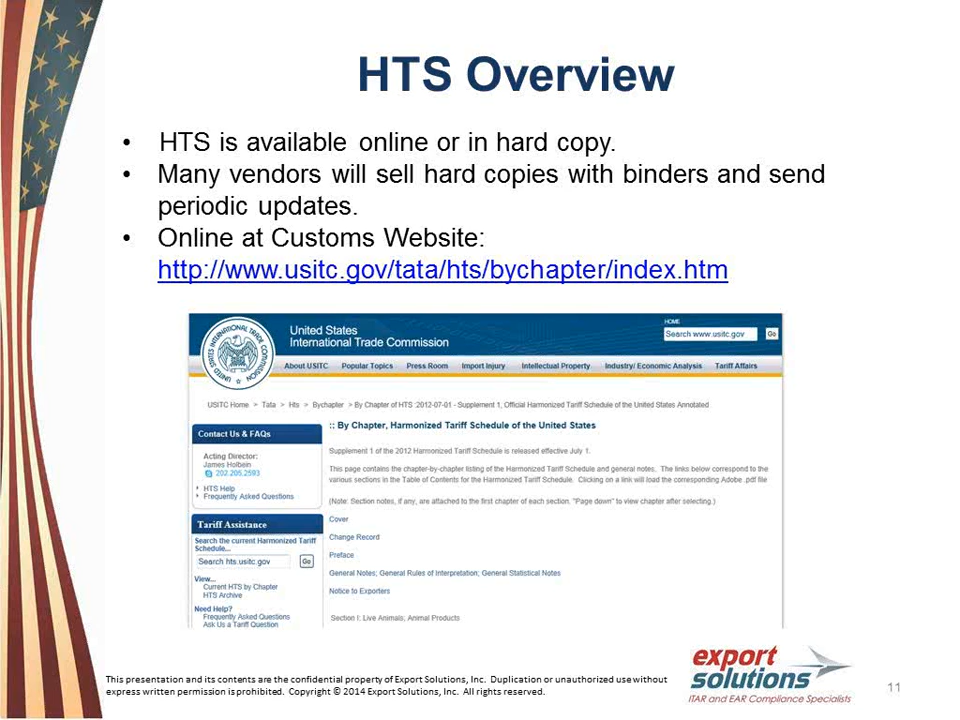 HTS Overview
• HTS is available online or in hard copy.
• Many vendors will sell hard copies with binders and send
periodic updates.
• Online at Customs Website:
http://www.usitc.gov/tata/hts/bychapter/index.htm
UNITED STATES INTERNATIONAL TRADE COMMISSION
United States
International Trade Commission
HOME
Search www.usitc.gov Go
About USITC Popular Topics Press Room Import Injury Intellectual Property Industry/ Economic Analysis Tariff Affairs
USITC Home > Tata > Hts > Bychapter > By Chapter of HTS :2012-07-01 - Supplement 1, Official Harmonized Tariff Schedule of the United States Annotated
Contact Us & FAQs
Acting Director:
James Holbein
202.205.2593
HTS Help
Frequently Asked Questions
Tariff Assistance
Search the current Harmonized Tariff
Schedule...
Search hts.usitc.gov Go
View...
Current HTS by Chapter
HTS Archive
Need Help?
Frequently Asked Questions
Ask Us a Tariff Question
:: By Chapter, Harmonized Tariff Schedule of the United States
Supplement 1 of the 2012 Harmonized Tariff Schedule is released effective July 1.
This page contains the chapter-by-chapter listing of the Harmonized Tariff Schedule and general notes. The links below correspond to the
various sections in the Table of Contents for the Harmonized Tariff Schedule. Clicking on a link will load the corresponding Adobe .pdf file
(Note: Section notes, if any, are attached to the first chapter of each section. "Page down" to view chapter after selecting.)
Cover
Change Record
Preface
General Notes; General Rules of Interpretation; General Statistical Notes
Notice to Exporters
Section I: Live Animals; Animal Products
This presentation and its contents are the confidential property of Export Solutions, Inc. Duplication or unauthorized use without
express written permission is prohibited. Copyright © 2014 Export Solutions, Inc. All rights reserved.
export
solutions
ITAR and EAR Compliance Specialists
11